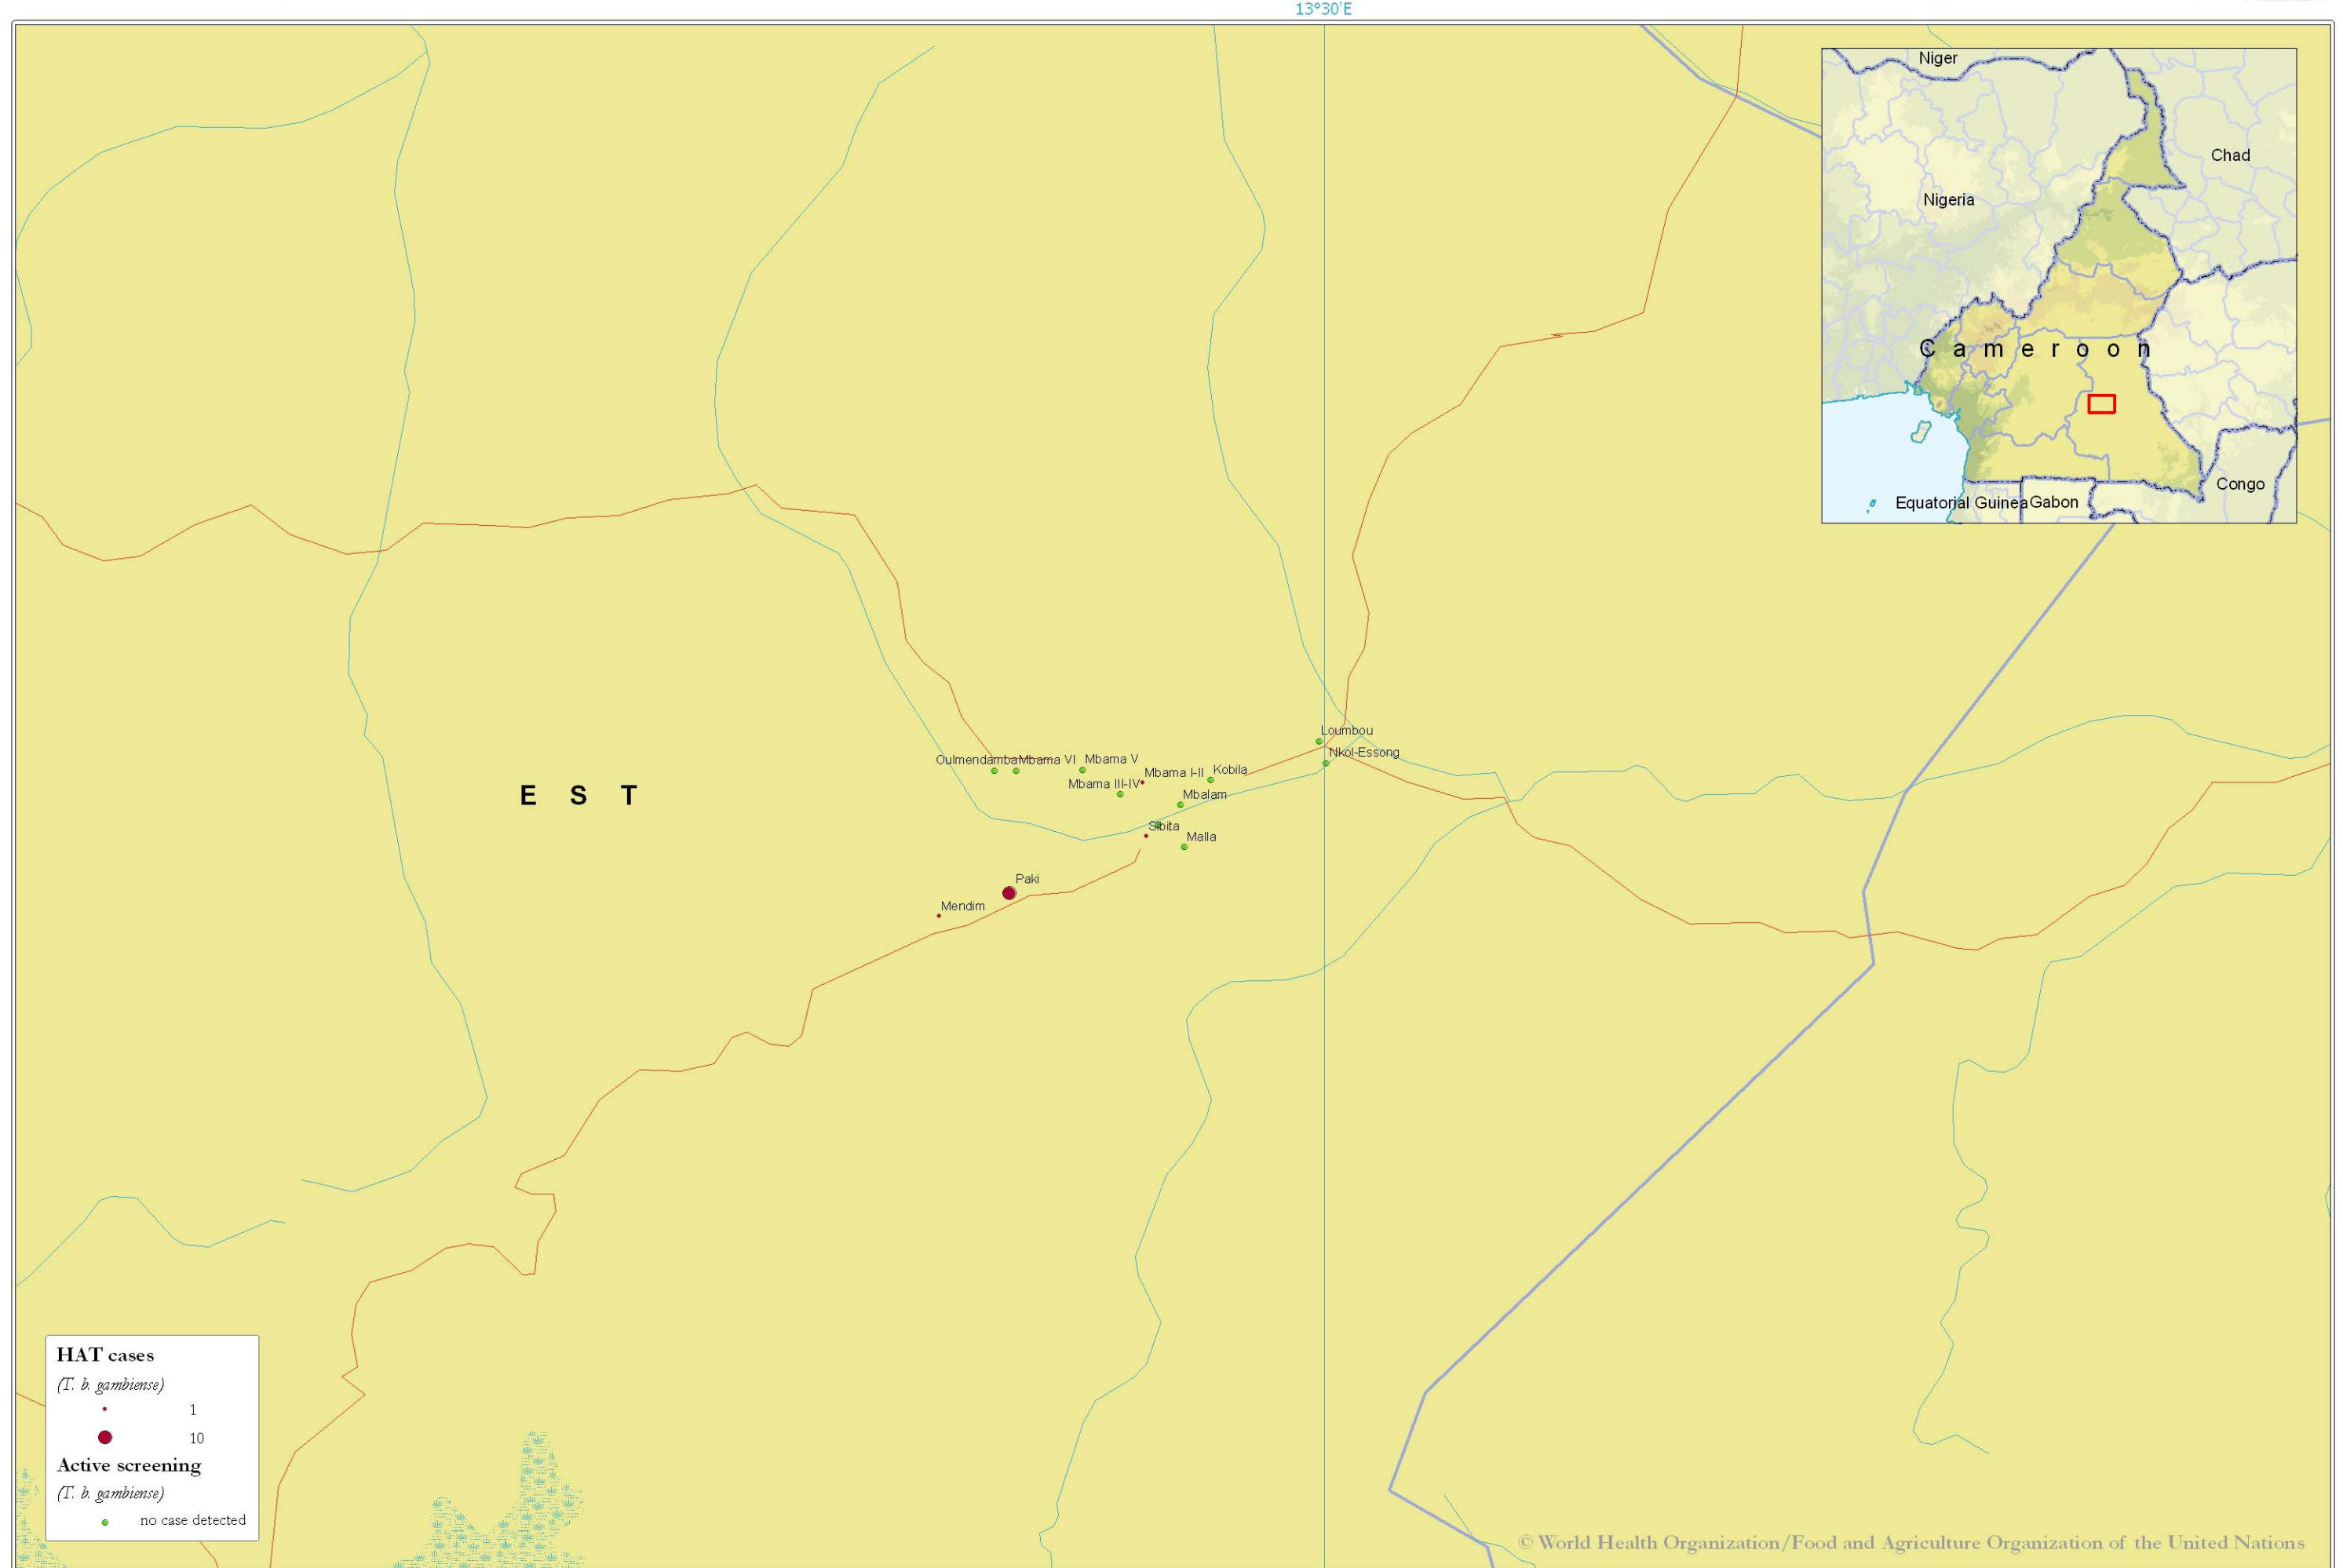 13°30'E
Niger
Chad
Nigeria
Cameroon
Congo
Equatorial Guinea
Gabon
Loumbou
Nkol-Essong
Oulmendamba
Mbama VI
Mbama V
Mbama I-II
Kobila
Mbama III-IV
Mbalam
EST
Sibita
Malla
Paki
Mendim
HAT cases
(T. b. gambiense)
1
10
Active screening
(T. b. gambiense)
no case detected
© World Health Organization/Food and Agriculture Organization of the United Nations